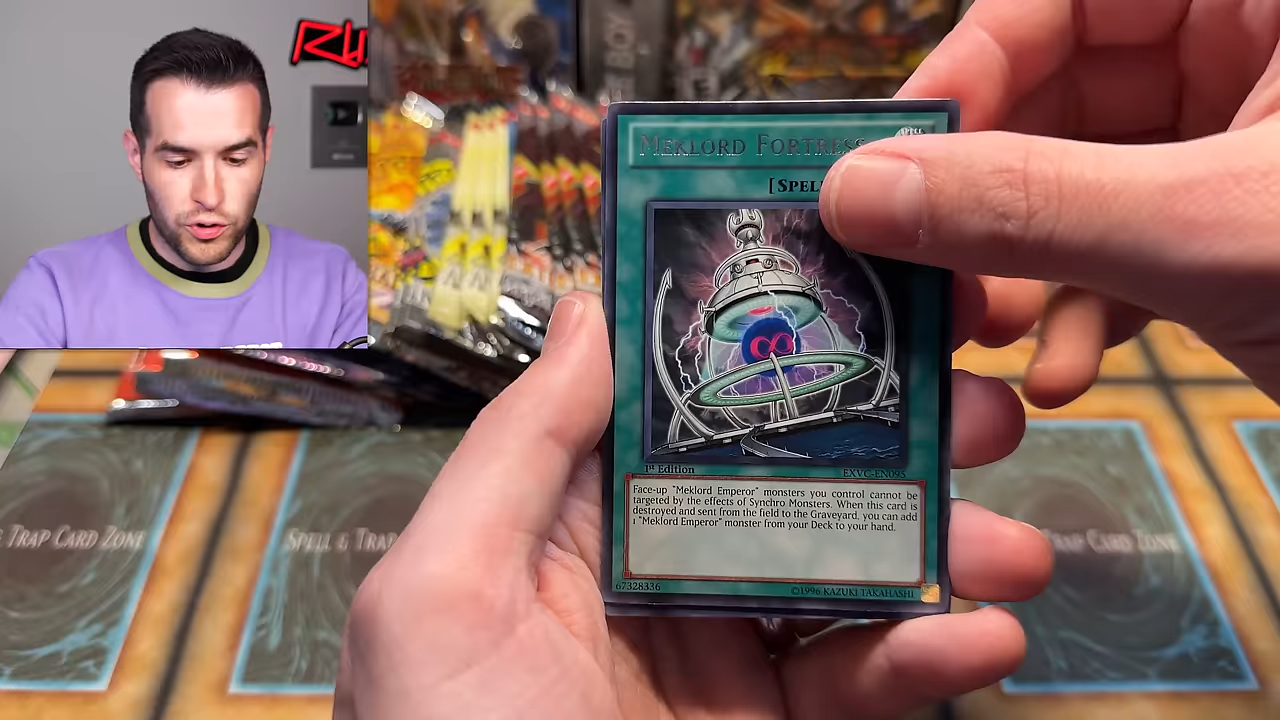 RU
BOY
MEKLORD FORTRESS
[SPELL
1st Edition
EXVC-EN095
Face-up "Meklord Emperor" monsters you control cannot be
targeted by the effects of Synchro Monsters. When this card is
destroyed and sent from the field to the Graveyard, you can add
1 "Meklord Emperor" monster from your Deck to your hand.
67328336
©1996 KAZUKI TAKAHASHI
TRAP CARD ZONE
SPELL & TRAP
TRAP CARD ZONE